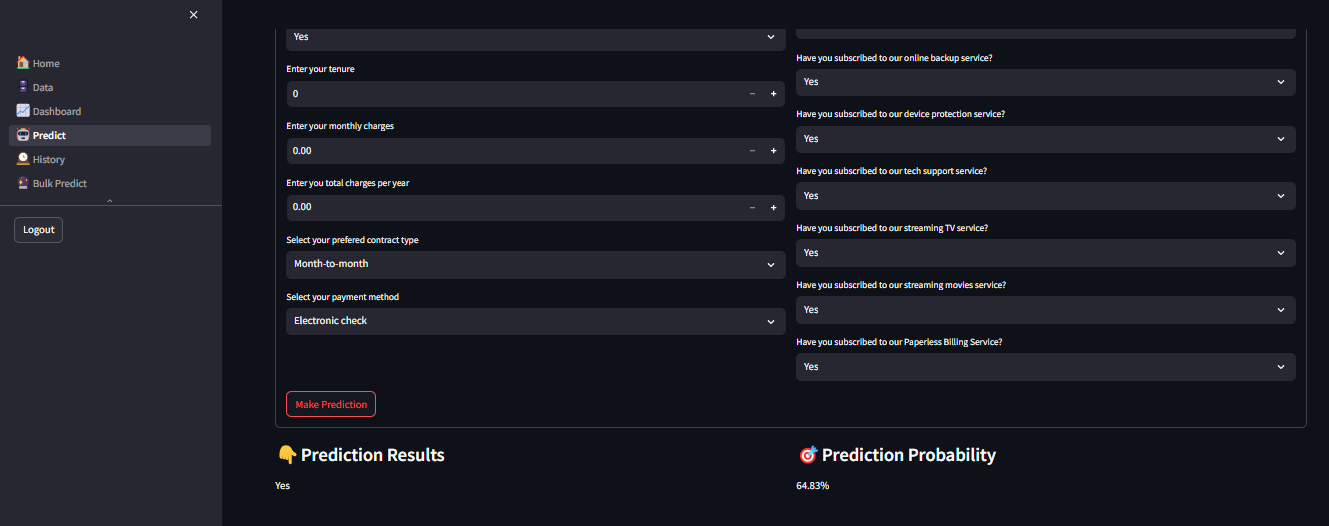 Home
Data
Dashboard
Predict
History
Bulk Predict
Logout
Yes
Enter your tenure
0
Enter your monthly charges
0.00
Enter you total charges per year
0.00
Select your prefered contract type
Month-to-month
Select your payment method
Electronic check
Have you subscribed to our online backup service?
Yes
Have you subscribed to our device protection service?
Yes
Have you subscribed to our tech support service?
Yes
Have you subscribed to our streaming TV service?
Yes
Have you subscribed to our streaming movies service?
Yes
Have you subscribed to our Paperless Billing Service?
Yes
Make Prediction
Prediction Results
Yes
Prediction Probability
64.83%